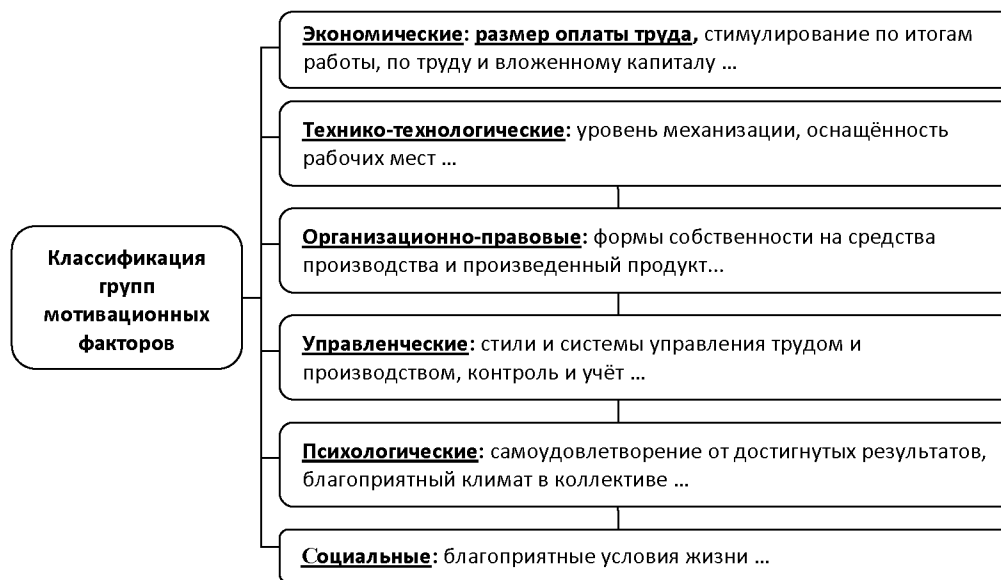 Экономические: размер оплаты труда, стимулирование по итогам
работы, по труду и вложенному капиталу ...
Технико-технологические: уровень механизации, оснащённость
рабочих мест ...
Организационно-правовые: формы собственности на средства
производства и произведенный продукт...
Классификация
групп
мотивационных
факторов
Управленческие: стили и системы управления трудом и
производством, контроль и учёт ...
Психологические: самоудовлетворение от достигнутых результатов,
благоприятный климат в коллективе ...
Социальные: благоприятные условия жизни ...